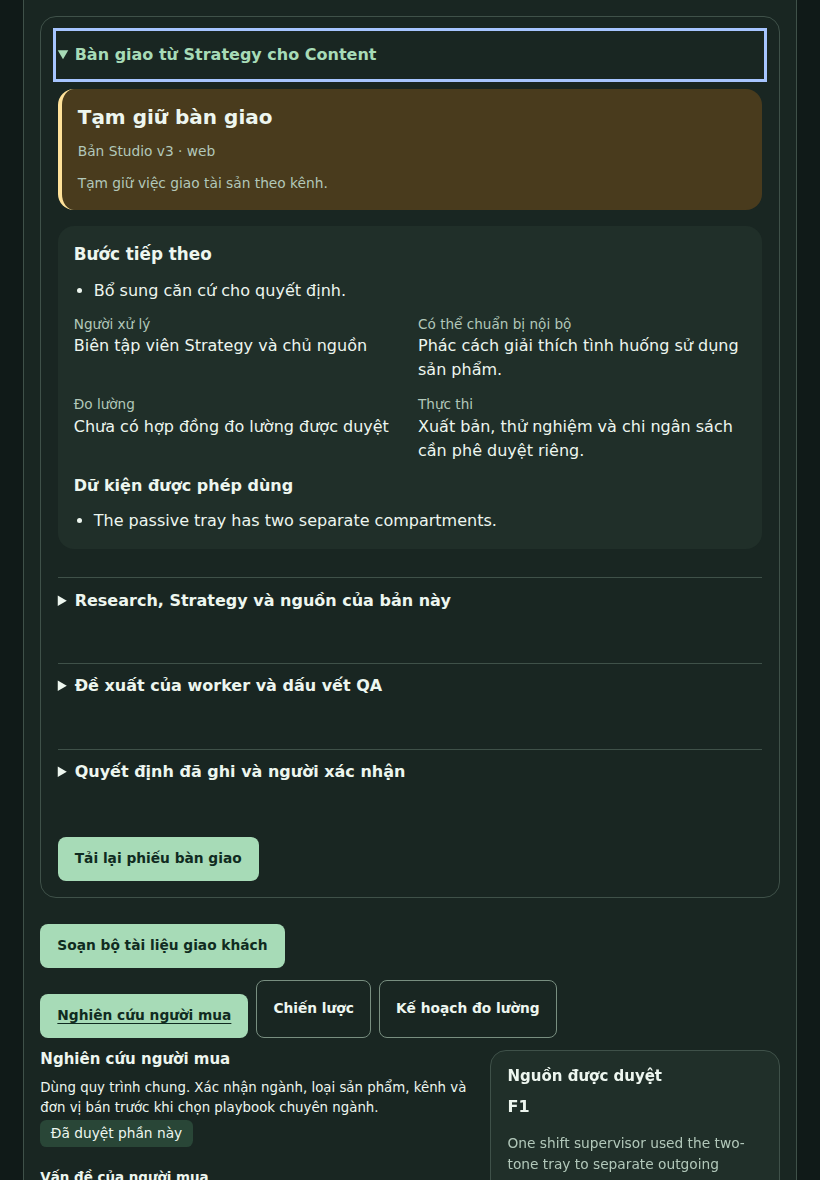 Bàn giao từ Strategy cho Content
Tạm giữ bàn giao
Bản Studio v3 · web
Tạm giữ việc giao tài sản theo kênh.
Bước tiếp theo
Bổ sung căn cứ cho quyết định.
Người xử lý
Biên tập viên Strategy và chủ nguồn
Có thể chuẩn bị nội bộ
Phác cách giải thích tình huống sử dụng
sản phẩm.
Đo lường
Chưa có hợp đồng đo lường được duyệt
Thực thi
Xuất bản, thử nghiệm và chi ngân sách
cần phê duyệt riêng.
Dữ kiện được phép dùng
The passive tray has two separate compartments.
Research, Strategy và nguồn của bản này
Đề xuất của worker và dấu vết QA
Quyết định đã ghi và người xác nhận
Tải lại phiếu bàn giao
Soạn bộ tài liệu giao khách
Nghiên cứu người mua
Chiến lược
Kế hoạch đo lường
Nghiên cứu người mua
Dùng quy trình chung. Xác nhận ngành, loại sản phẩm, kênh và
đơn vị bán trước khi chọn playbook chuyên ngành.
Đã duyệt phần này
Vấn đề của người mua
Nguồn được duyệt
F1
One shift supervisor used the two-
tone tray to separate outgoing